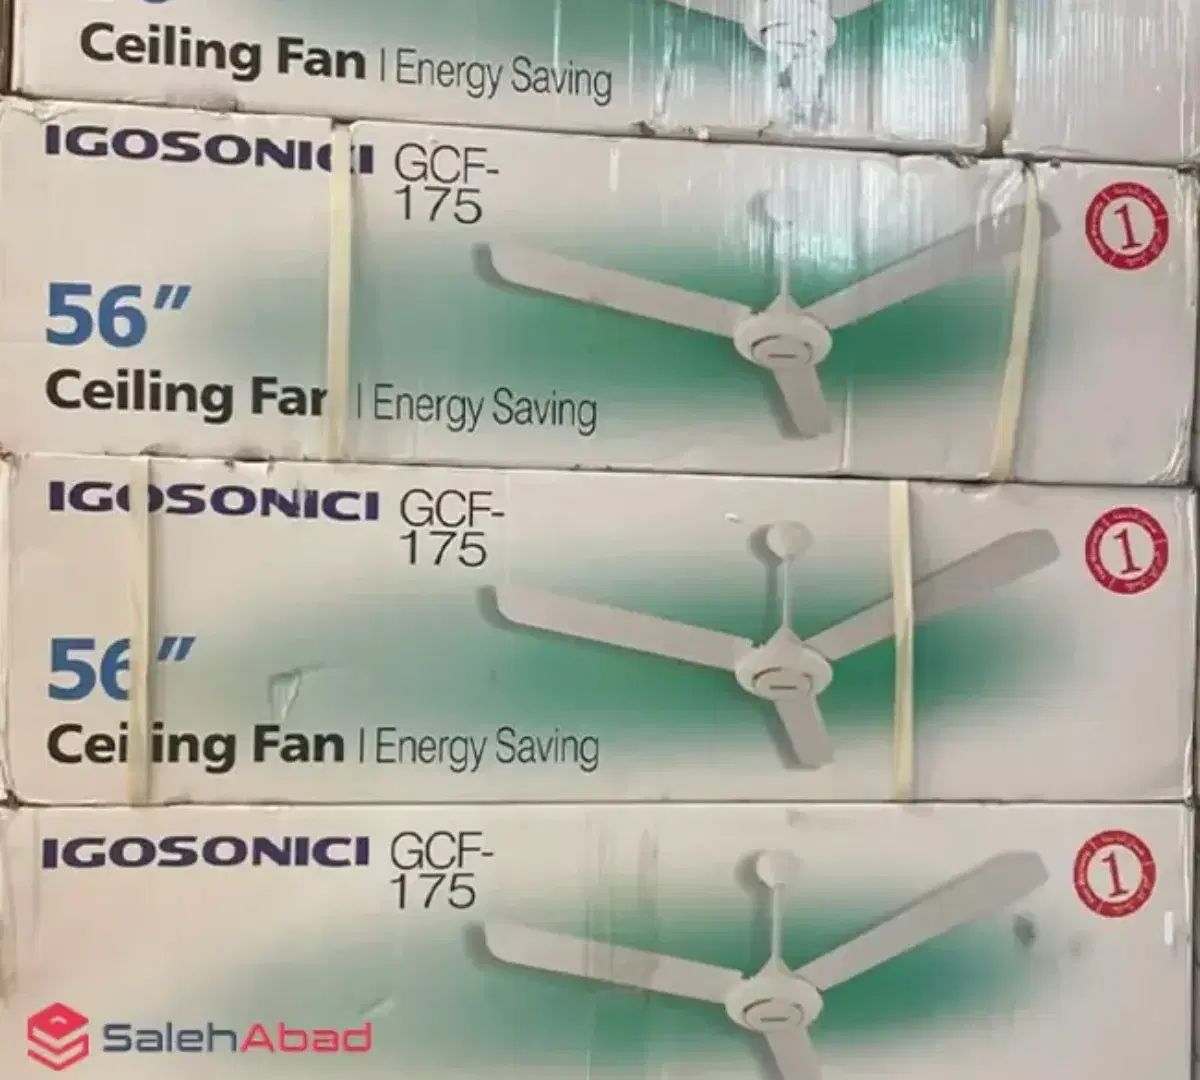 Ceiling Fan | Energy Saving
IGOSONICI GCF-
175
1
56"
Ceiling Fan | Energy Saving
IGOSONICI GCF-
175
1
56"
Ceiling Fan | Energy Saving
IGOSONICI GCF-
175
1
SalehAbad